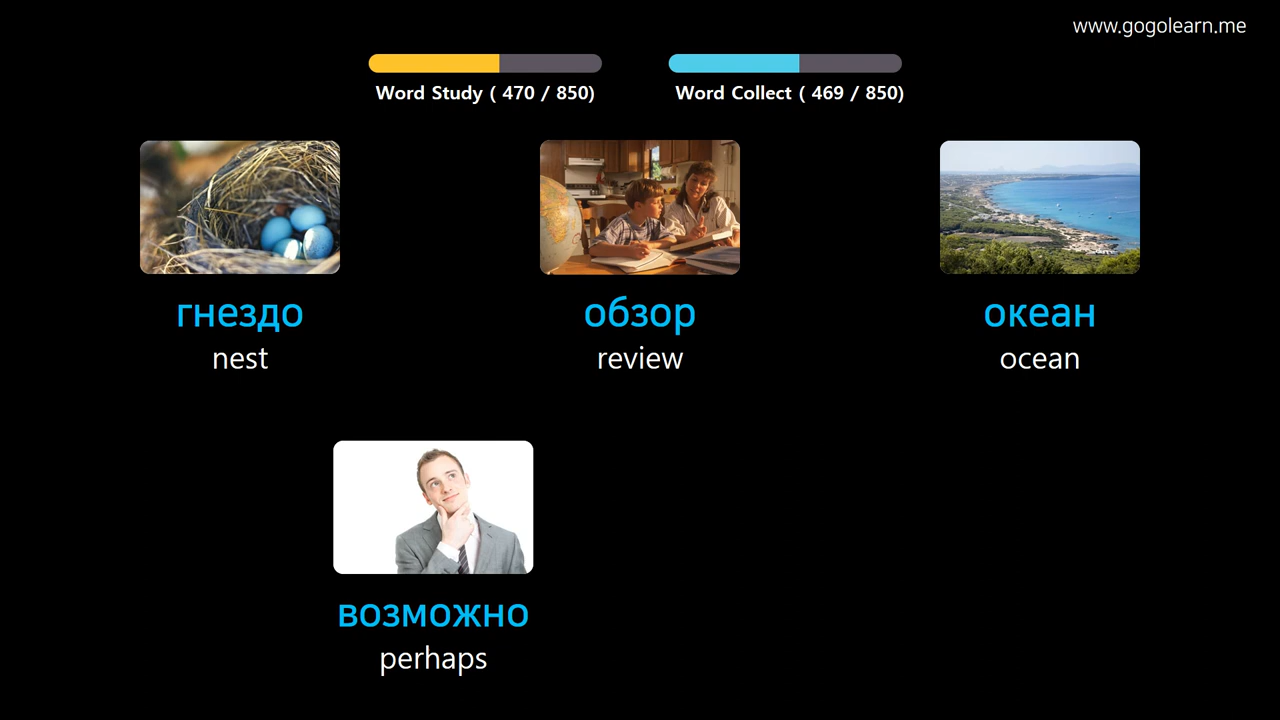 www.gogolearn.me
Word Study ( 470 / 850)
Word Collect ( 469 / 850)
гнездо
nest
обзор
review
океан
ocean
возможно
perhaps